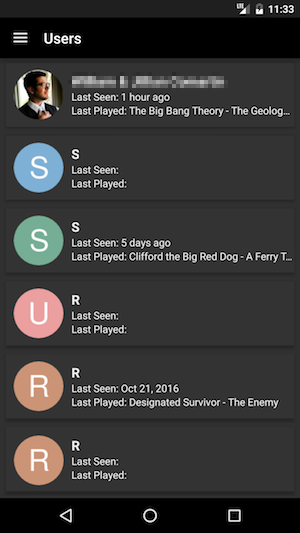 LTE 11:33
Users
Last Seen: 1 hour ago
Last Played: The Big Bang Theory - The Geolog...
S
S
Last Seen:
Last Played:
S
S
Last Seen: 5 days ago
Last Played: Clifford the Big Red Dog - A Ferry T...
U
R
Last Seen:
Last Played:
R
R
Last Seen: Oct 21, 2016
Last Played: Designated Survivor - The Enemy
R
R
Last Seen:
Last Played: